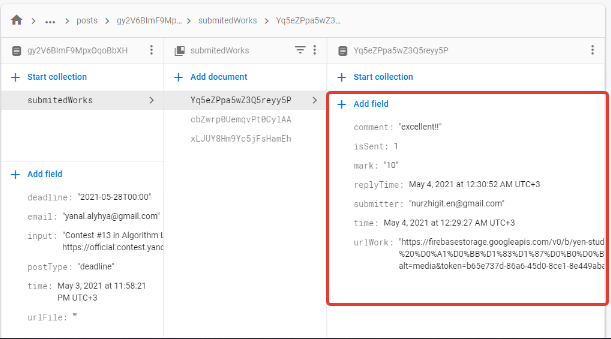 ... > posts > gy2V6BImF9Mp... > submitedWorks > Yq5eZPpa5wZ3...
gy2V6BImF9MpxOqoBbXH
Start collection
submitedWorks
Add field
deadline: "2021-05-28T00:00"
email: "yanal.alyhya@gmail.com"
input: "Contest #13 in Algorithm
https://official.contest.yand
postType: "deadline"
time: May 3, 2021 at 11:58:21
PM UTC+3
urlFile: ""
submitedWorks
Add document
Yq5eZPpa5wZ3Q5reyy5P
cbZwrp0UemqvPt0CylAA
xLJUY8Hm9Yc5jFsHamEh
Yq5eZPpa5wZ3Q5reyy5P
Start collection
Add field
comment: "excellent!!"
isSent: 1
mark: "10"
replyTime: May 4, 2021 at 12:30:52 AM UTC+3
submitter: "nurzhigit.en@gmail.com"
time: May 4, 2021 at 12:29:27 AM UTC+3
urlWork: "https://firebasestorage.googleapis.com/v0/b/yen-stud
%20%D0%A1%D0%BB%D1%83%D1%87%D0%B0%D0%B
alt=media&token=b65e737d-86a6-45d0-8ce1-8e449aba